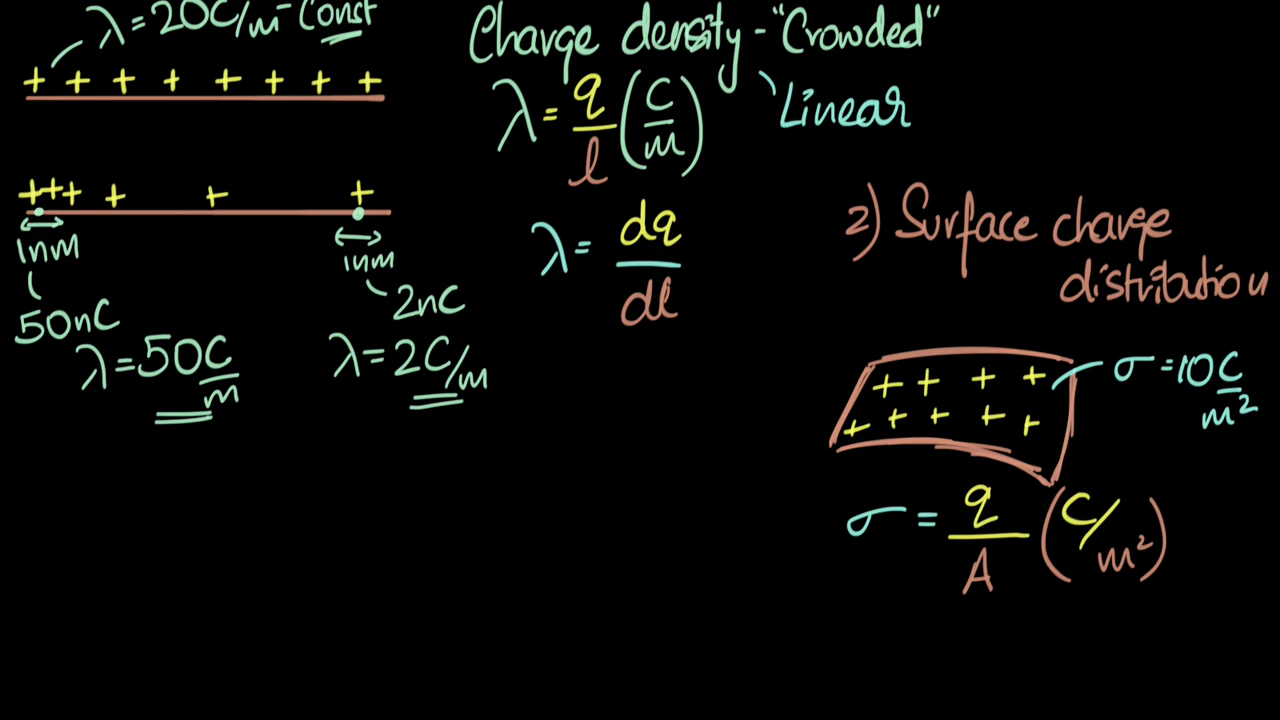 λ = 20C/m - Const
+ + + + + + + +
+++ + + +
1nm
1nm
50nC
2nC
λ = 50C/m
λ = 2C/m
Charge density - "Crowded"
λ = q/l (C/m)
Linear
λ = dq/dl
2) Surface charge
distribution
+ + + +
+ + + + +
σ = 10C/m²
σ = q/A (C/m²)